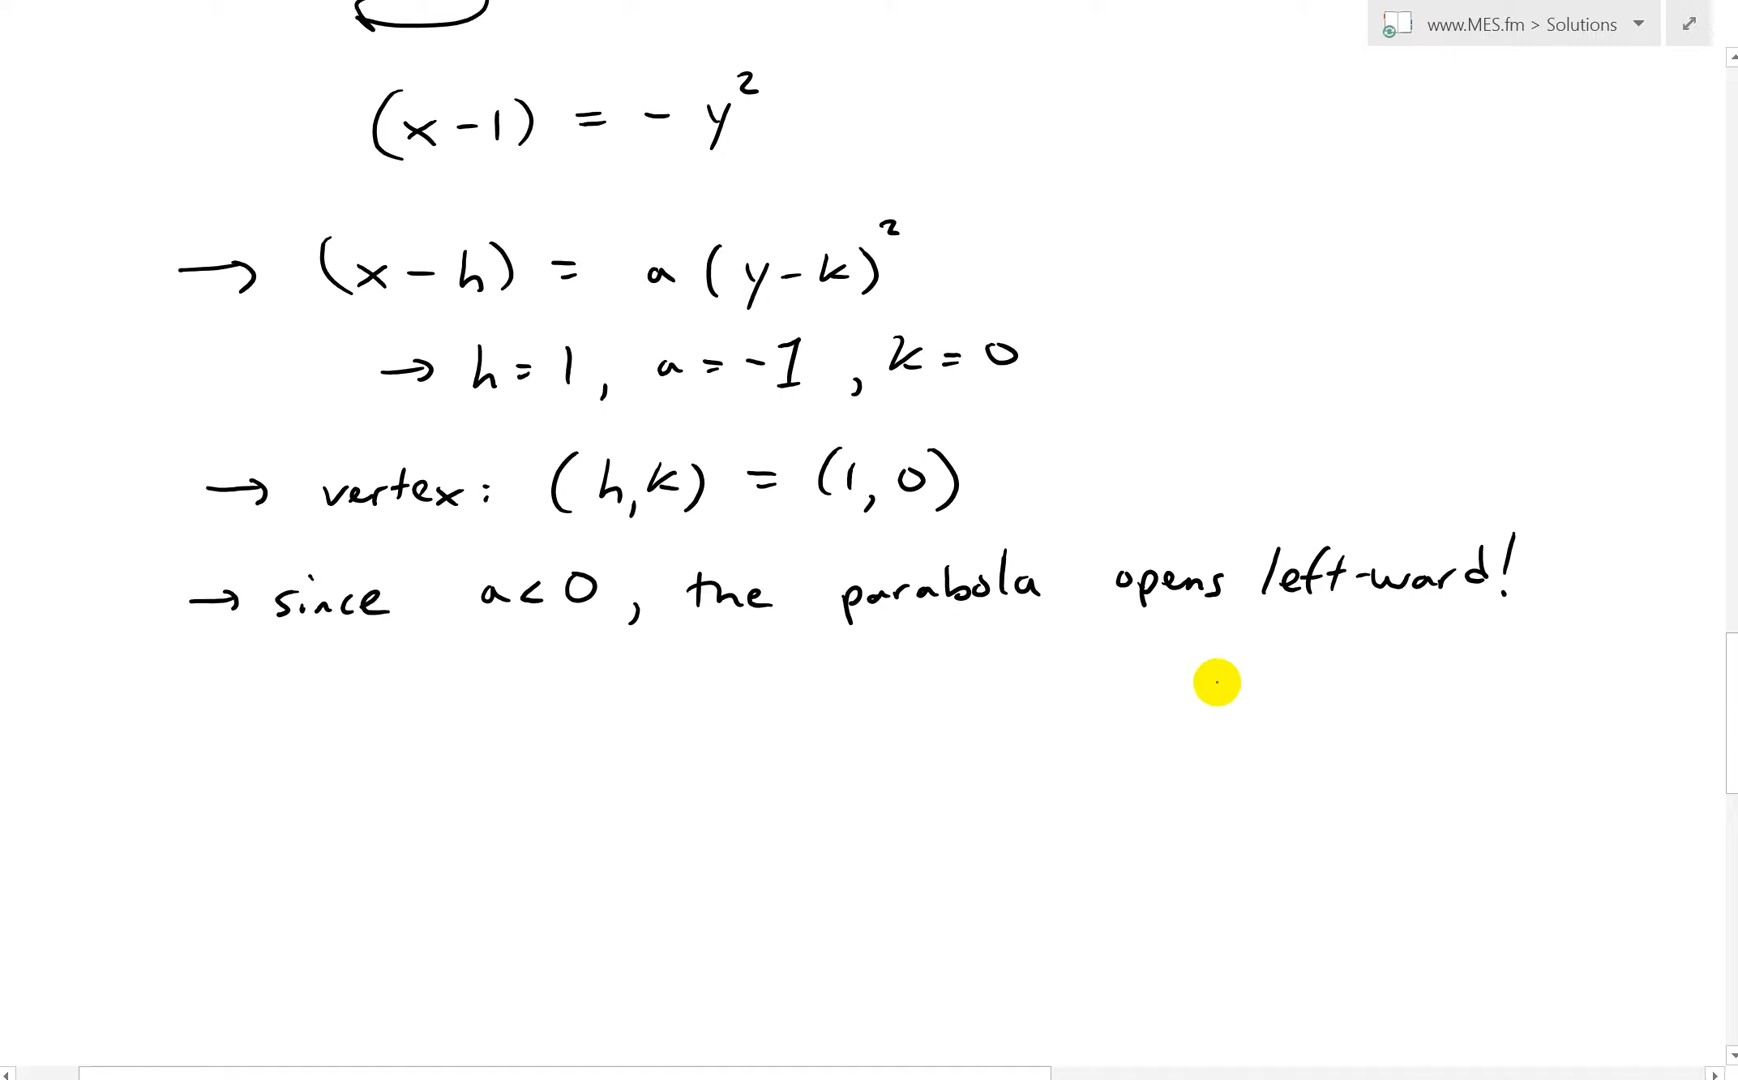 www.MES.fm > Solutions
(x-1) = - y²
→ (x-h) = a(y-k)²
→ h=1, a=-1, k=0
→ vertex: (h,k) = (1,0)
→ since a<0, the parabola opens left-ward!